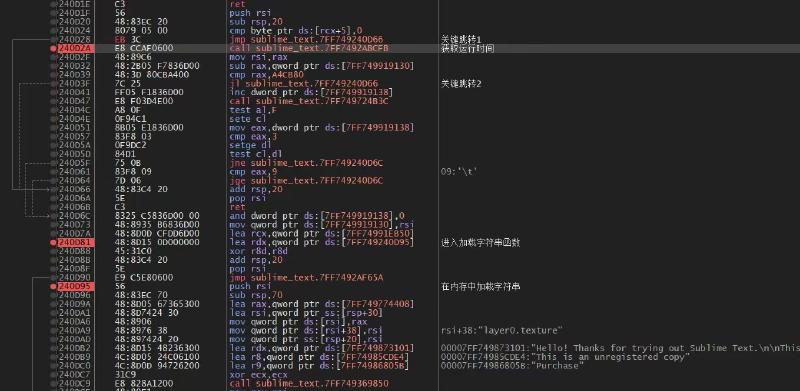 240D1E C3 ret
240D1F 56 push rsi
240D20 48:83EC 20 sub rsp,20
240D24 8079 05 00 cmp byte ptr ds:[rcx+5],0
240D28 EB 3C jmp sublime_text.7FF749240D66 关键跳转1
240D2A E8 CCAF0600 call sublime_text.7FF7492ABCFB 获取运行时间
240D2F 48:89C6 mov rsi,rax
240D32 48:2B05 F7836D00 sub rax,qword ptr ds:[7FF749919130]
240D39 48:3D 80CBA400 cmp rax,A4CB80
240D3F 7C 25 jl sublime_text.7FF749240D66 关键跳转2
240D41 FF05 F1836D00 inc dword ptr ds:[7FF749919138]
240D47 E8 F03D4E00 call sublime_text.7FF749724B3C
240D4C A8 0F test al,F
240D4E 0F94C1 sete cl
240D51 8B05 E1836D00 mov eax,dword ptr ds:[7FF749919138]
240D57 83F8 03 cmp eax,3
240D5A 0F9DC2 setge dl
240D5D 84D1 test cl,dl
240D5F 75 0B jne sublime_text.7FF749240D6C
240D61 83F8 09 cmp eax,9 09:'\t'
240D64 7D 06 jge sublime_text.7FF749240D6C
240D66 48:83C4 20 add rsp,20
240D6A 5E pop rsi
240D6B C3 ret
240D6C 8325 C5836D00 00 and dword ptr ds:[7FF749919138],0
240D73 48:8935 B6836D00 mov qword ptr ds:[7FF749919130],rsi
240D7A 48:8D0D CFDD6D00 lea rcx,qword ptr ds:[7FF74991EB50]
240D81 48:8D15 0D000000 lea rdx,qword ptr ds:[7FF749240D95] 进入加载字符串函数
240D88 45:31C0 xor r8d,r8d
240D8B 48:83C4 20 add rsp,20
240D8F 5E pop rsi
240D90 E9 C5E80600 jmp sublime_text.7FF7492AF65A
240D95 56 push rsi 在内存中加载字符串
240D96 48:83EC 70 sub rsp,70
240D9A 48:8D05 67365300 lea rax,qword ptr ds:[7FF749774408]
240DA1 48:8D7424 30 lea rsi,qword ptr ss:[rsp+30]
240DA6 48:8906 mov qword ptr ds:[rsi],rax
240DA9 48:8976 38 mov qword ptr ds:[rsi+38],rsi rsi+38:"layer0.texture"
240DAD 48:897424 20 mov qword ptr ss:[rsp+20],rsi
240DB2 48:8D15 48236300 lea rdx,qword ptr ds:[7FF749873101] 00007FF749873101:"Hello! Thanks for trying out Sublime Text.\n\nThis
240DB9 4C:8D05 24C06100 lea r8,qword ptr ds:[7FF74985CDE4] 00007FF74985CDE4:"This is an unregistered copy"
240DC0 4C:8D0D 94726200 lea r9,qword ptr ds:[7FF74986805B] 00007FF74986805B:"Purchase"
240DC7 31C9 xor ecx,ecx
E8 828A1200 call sublime_text.7FF749369850